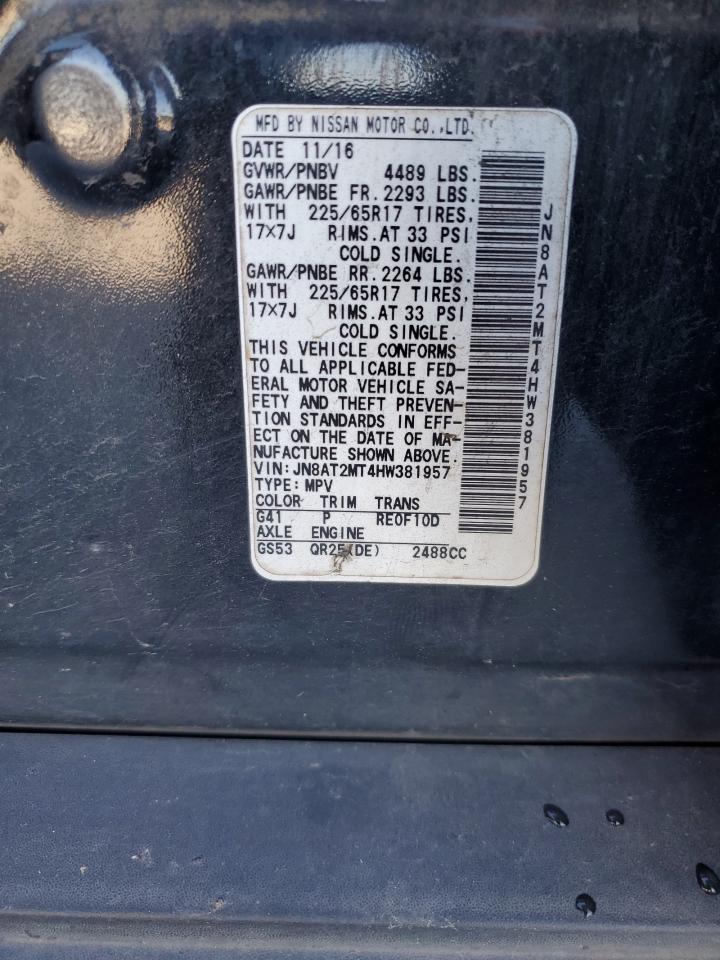 MFD BY NISSAN MOTOR CO.,LTD.
DATE 11/16
GVWR/PNBV 4489 LBS.
GAWR/PNBE FR. 2293 LBS.
WITH 225/65R17 TIRES,
17×7J RIMS.AT 33 PSI
COLD SINGLE.
GAWR/PNBE RR. 2264 LBS.
WITH 225/65R17 TIRES,
17×7J RIMS.AT 33 PSI
COLD SINGLE.
THIS VEHICLE CONFORMS
TO ALL APPLICABLE FED-
ERAL MOTOR VEHICLE SA-
FETY AND THEFT PREVEN-
TION STANDARDS IN EFF-
ECT ON THE DATE OF MA-
NUFACTURE SHOWN ABOVE.
VIN:JN8AT2MT4HW381957
TYPE:MPV
COLOR TRIM TRANS
G41 P RE0F10D
AXLE ENGINE
GS53 QR25(DE) 2488CC
JN8AT2MT4HW381957